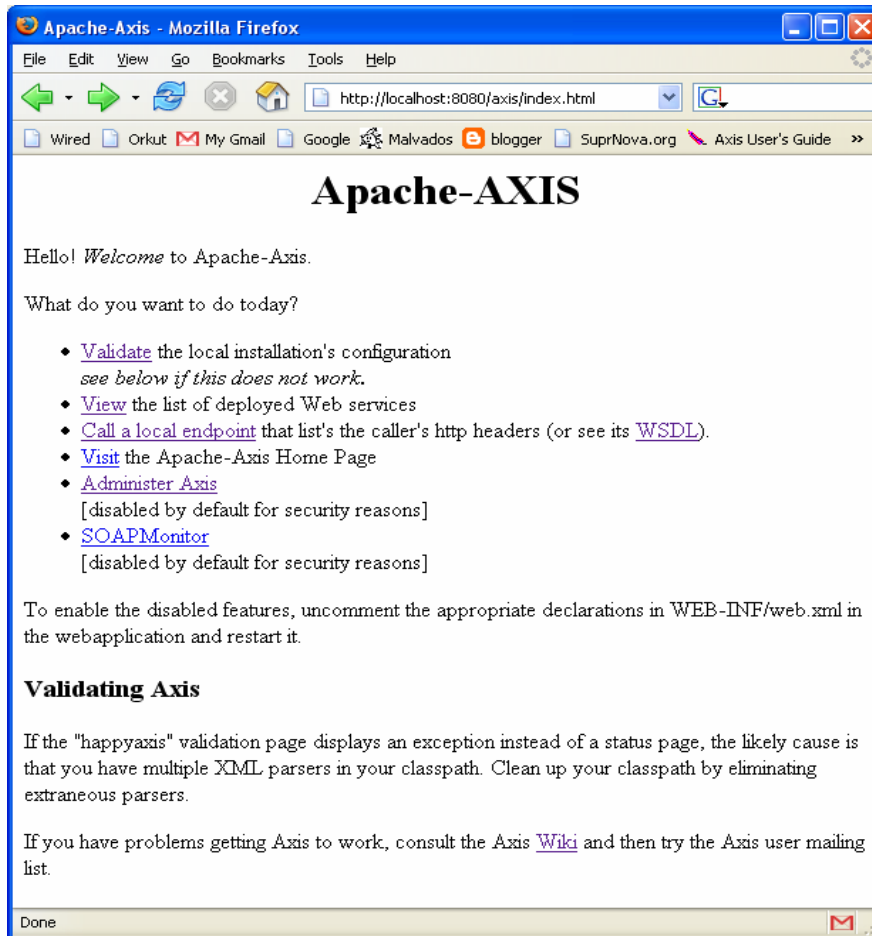 Apache-Axis - Mozilla Firefox
File Edit View Go Bookmarks Tools Help
http://localhost:8080/axis/index.html G
Wired Orkut My Gmail Google Malvados blogger SuprNova.org Axis User's Guide »
Apache-AXIS
Hello! Welcome to Apache-Axis.
What do you want to do today?
• Validate the local installation's configuration
see below if this does not work.
• View the list of deployed Web services
• Call a local endpoint that list's the caller's http headers (or see its WSDL).
• Visit the Apache-Axis Home Page
• Administer Axis
[disabled by default for security reasons]
• SOAPMonitor
[disabled by default for security reasons]
To enable the disabled features, uncomment the appropriate declarations in WEB-INF/web.xml in
the webapplication and restart it.
Validating Axis
If the "happyaxis" validation page displays an exception instead of a status page, the likely cause is
that you have multiple XML parsers in your classpath. Clean up your classpath by eliminating
extraneous parsers.
If you have problems getting Axis to work, consult the Axis Wiki and then try the Axis user mailing
list.
Done